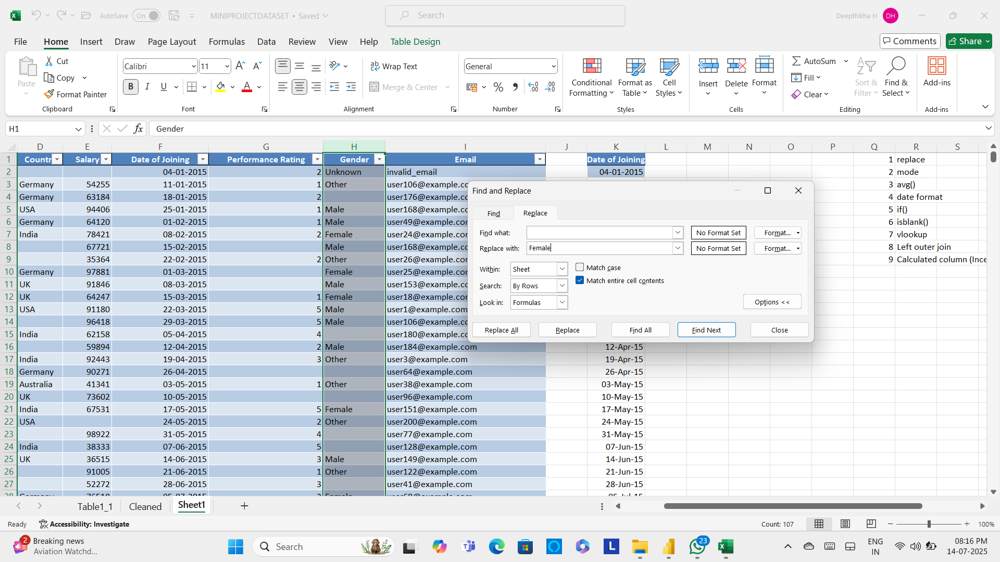 AutoSave On MINIPROJECTDATASET • Saved Search Deepthikha H DH
File Home Insert Draw Page Layout Formulas Data Review View Help Table Design Comments Share
Paste Cut Copy Format Painter Clipboard
Calibri 11 B I U A Font
Wrap Text Merge & Center Alignment
General % Number
Conditional Formatting Format as Table Cell Styles Styles
Insert Delete Format Cells
AutoSum Fill Clear Sort & Filter Find & Select Editing
Add-ins Add-ins
H1 fx Gender
D E F G H I J K L M N O P Q R S
1 Countr Salary Date of Joining Performance Rating Gender Email Date of Joining 1 replace
2 04-01-2015 2 Unknown invalid_email 04-01-2015 2 mode
3 Germany 54255 11-01-2015 1 Other user106@example.co 3 avg()
4 Germany 63184 18-01-2015 2 user176@example.co 4 date format
5 USA 94406 25-01-2015 1 Male user168@example.co 5 if()
6 Germany 64120 01-02-2015 1 Male user49@example.co 6 isblank()
7 India 78421 08-02-2015 2 Female user24@example.co 7 vlookup
8 67721 15-02-2015 Male user168@example.co 8 Left outer join
9 35364 22-02-2015 2 Other user26@example.co 9 Calculated column (Ince
10 Germany 97881 01-03-2015 Female user25@example.co
11 UK 91846 08-03-2015 Male user153@example.co
12 UK 64247 15-03-2015 1 Female user18@example.co
13 USA 91180 22-03-2015 5 Male user1@example.com
14 96418 29-03-2015 5 Male user106@example.co
15 India 62158 05-04-2015 4 user180@example.co
16 59894 12-04-2015 2 Male user184@example.com 12-Apr-15
17 India 92443 19-04-2015 3 Other user3@example.com 19-Apr-15
18 Germany 90271 26-04-2015 user64@example.com 26-Apr-15
19 Australia 41341 03-05-2015 1 Other user38@example.com 03-May-15
20 UK 73602 10-05-2015 user96@example.com 10-May-15
21 India 67531 17-05-2015 5 Female user151@example.com 17-May-15
22 USA 24-05-2015 2 Other user200@example.com 24-May-15
23 98922 31-05-2015 4 user77@example.com 31-May-15
24 India 38333 07-06-2015 5 user128@example.com 07-Jun-15
25 UK 36515 14-06-2015 3 Male user149@example.com 14-Jun-15
26 91005 21-06-2015 1 Other user122@example.com 21-Jun-15
27 52272 28-06-2015 3 user41@example.com 28-Jun-15
Find and Replace
Find Replace
Find what: No Format Set Format...
Replace with: Female No Format Set Format...
Within: Sheet Match case
Search: By Rows Match entire cell contents
Look in: Formulas Options <<
Replace All Replace Find All Find Next Close
Table1_1 Cleaned Sheet1
Ready Accessibility: Investigate Count: 107 100%
2 Breaking news
Aviation Watchd...
Search L 23
ENG
IN
08:16 PM
14-07-2025